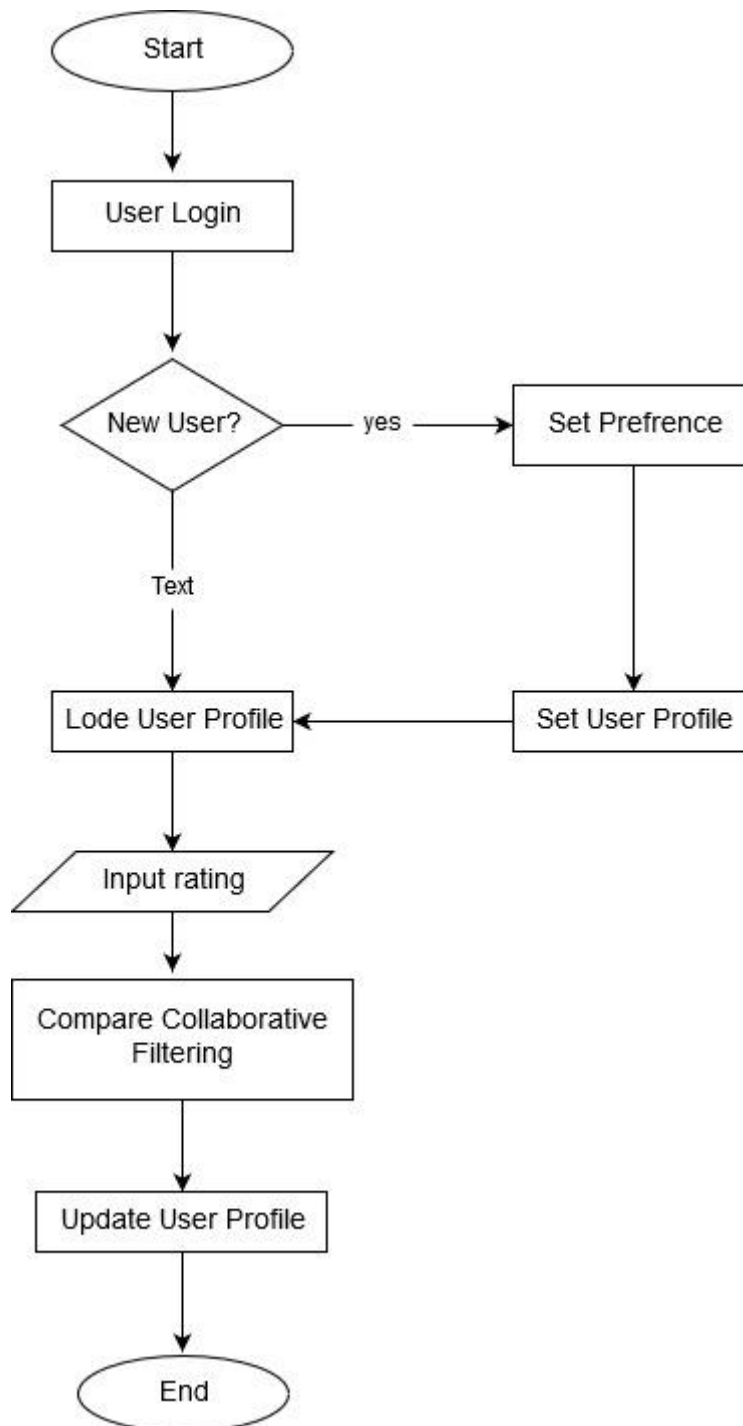 Start
User Login
New User?
yes
Set Prefrence
Text
Lode User Profile
Set User Profile
Input rating
Compare Collaborative
Filtering
Update User Profile
End